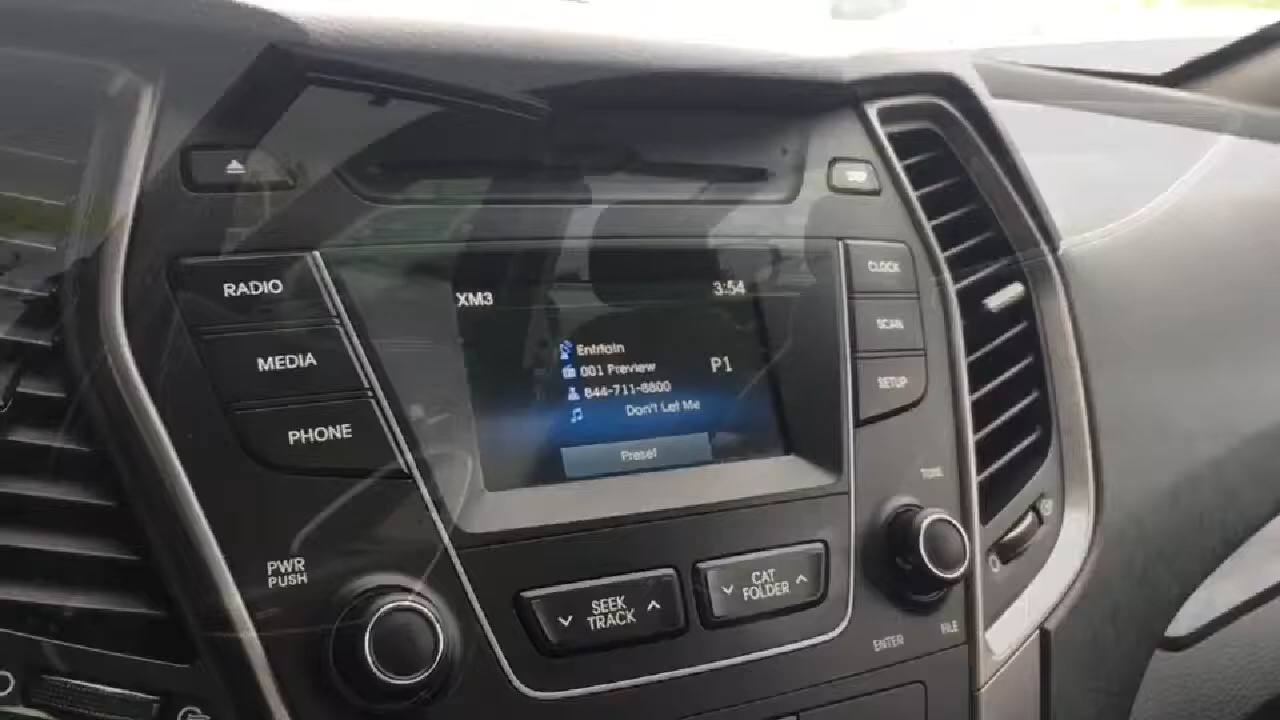 RADIO
MEDIA
PHONE
PWR
PUSH
XM3
3:54
Entrtain
001 Preview
P1
844-711-8800
Don't Let Me
Preset
SEEK
TRACK
CAT
FOLDER
CLOCK
SCAN
SETUP
TUNE
ENTER
FILE